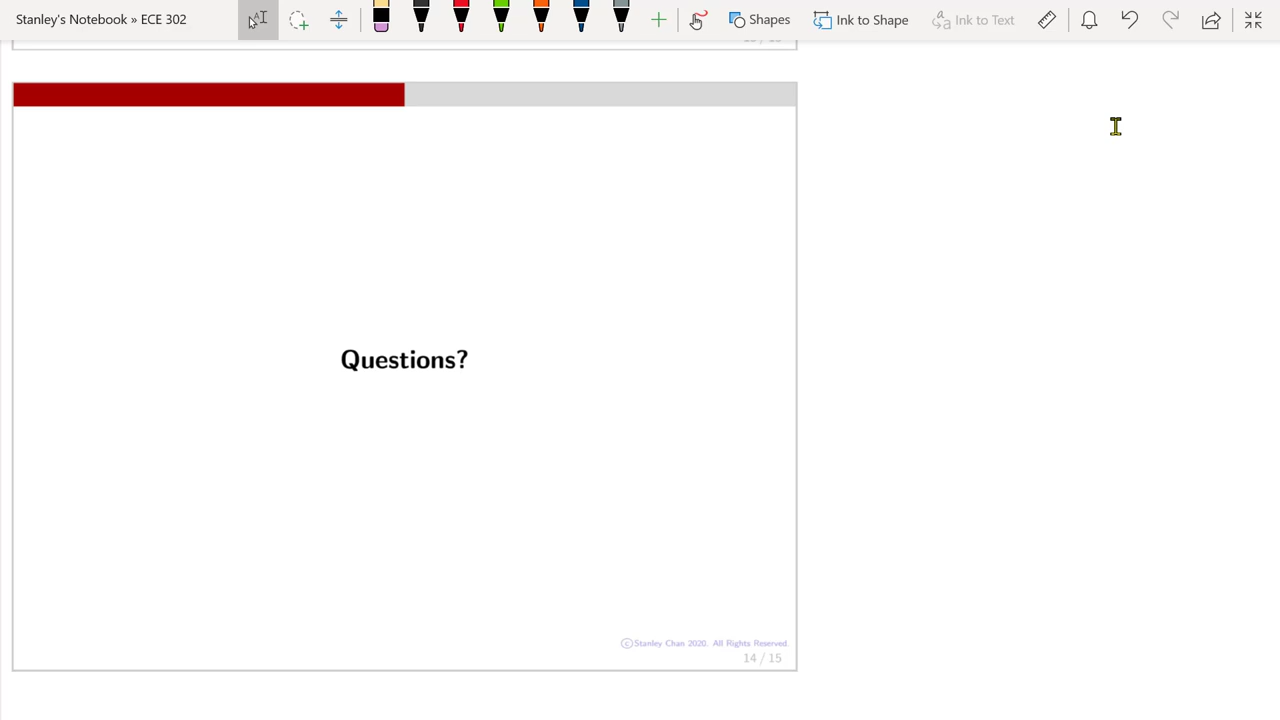 Stanley's Notebook » ECE 302
Shapes
Ink to Shape
Ink to Text
Questions?
©Stanley Chan 2020. All Rights Reserved.
14 / 15